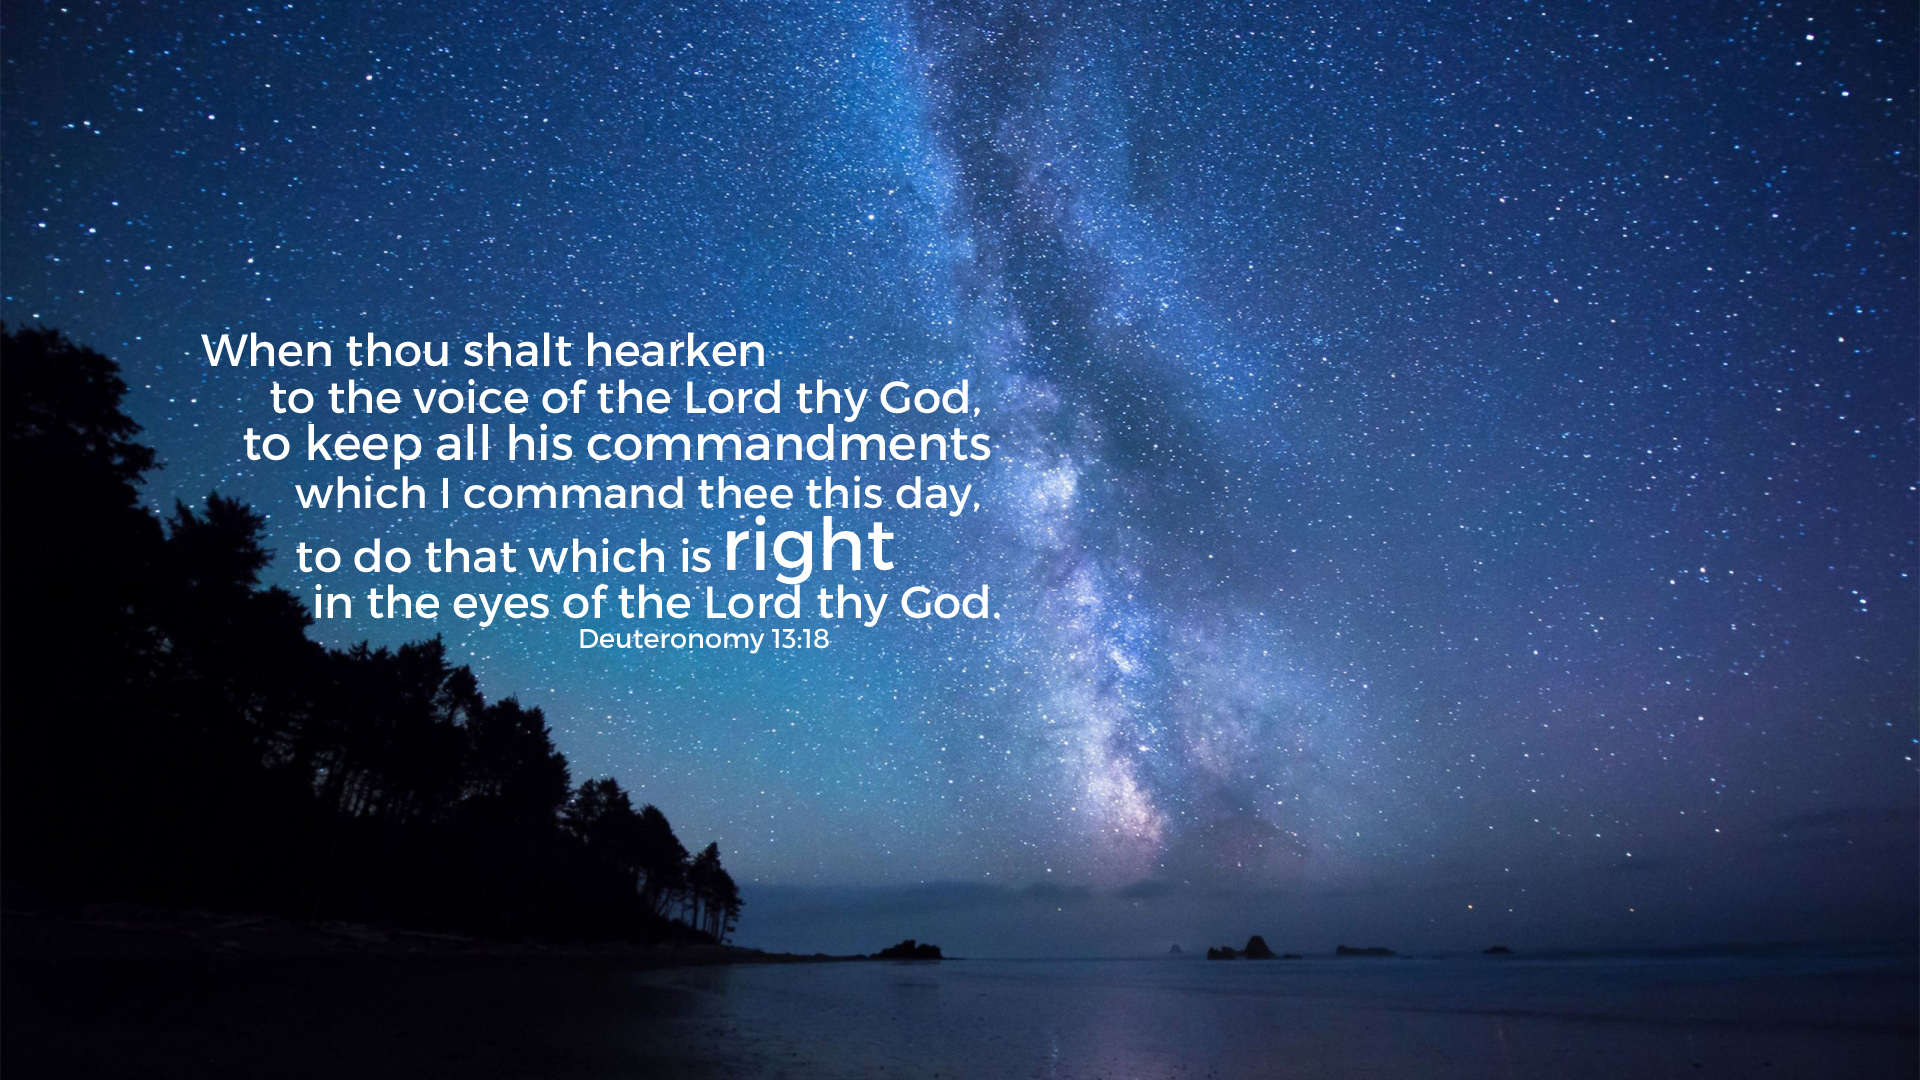 When thou shalt hearken
to the voice of the Lord thy God,
to keep all his commandments
which I command thee this day,
to do that which is right
in the eyes of the Lord thy God.
Deuteronomy 13:18